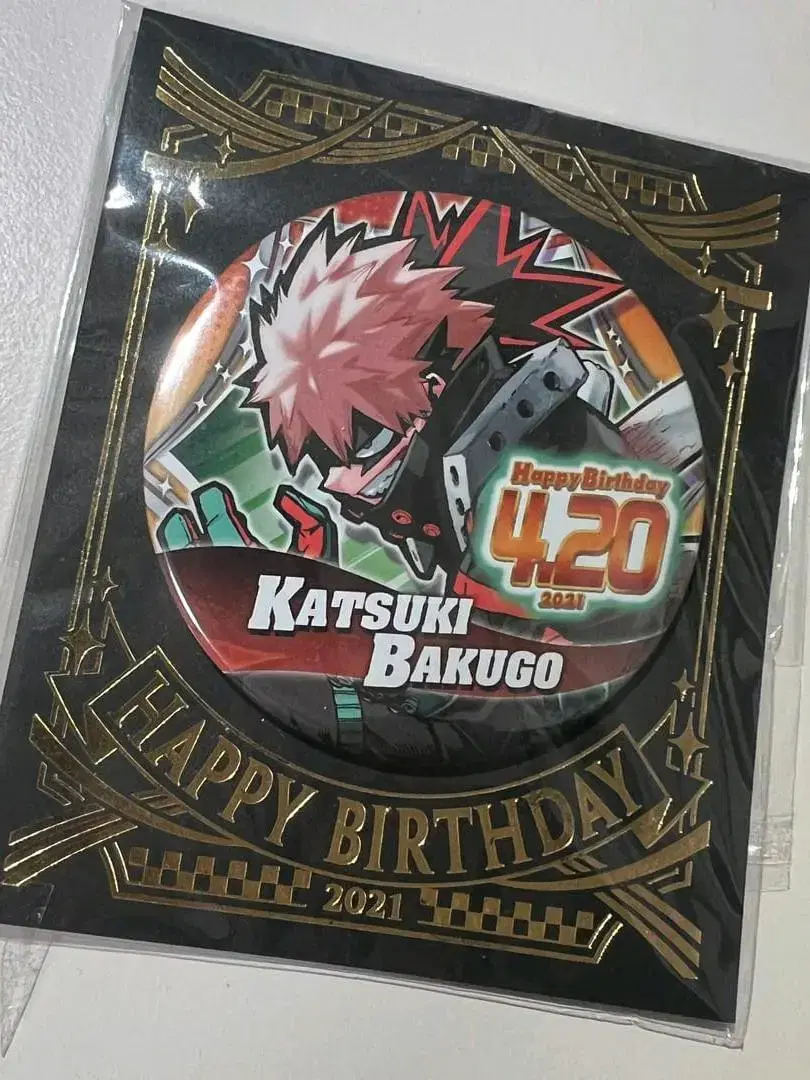 Happy Birthday
4.20
2021
KATSUKI
BAKUGO
HAPPY BIRTHDAY
2021